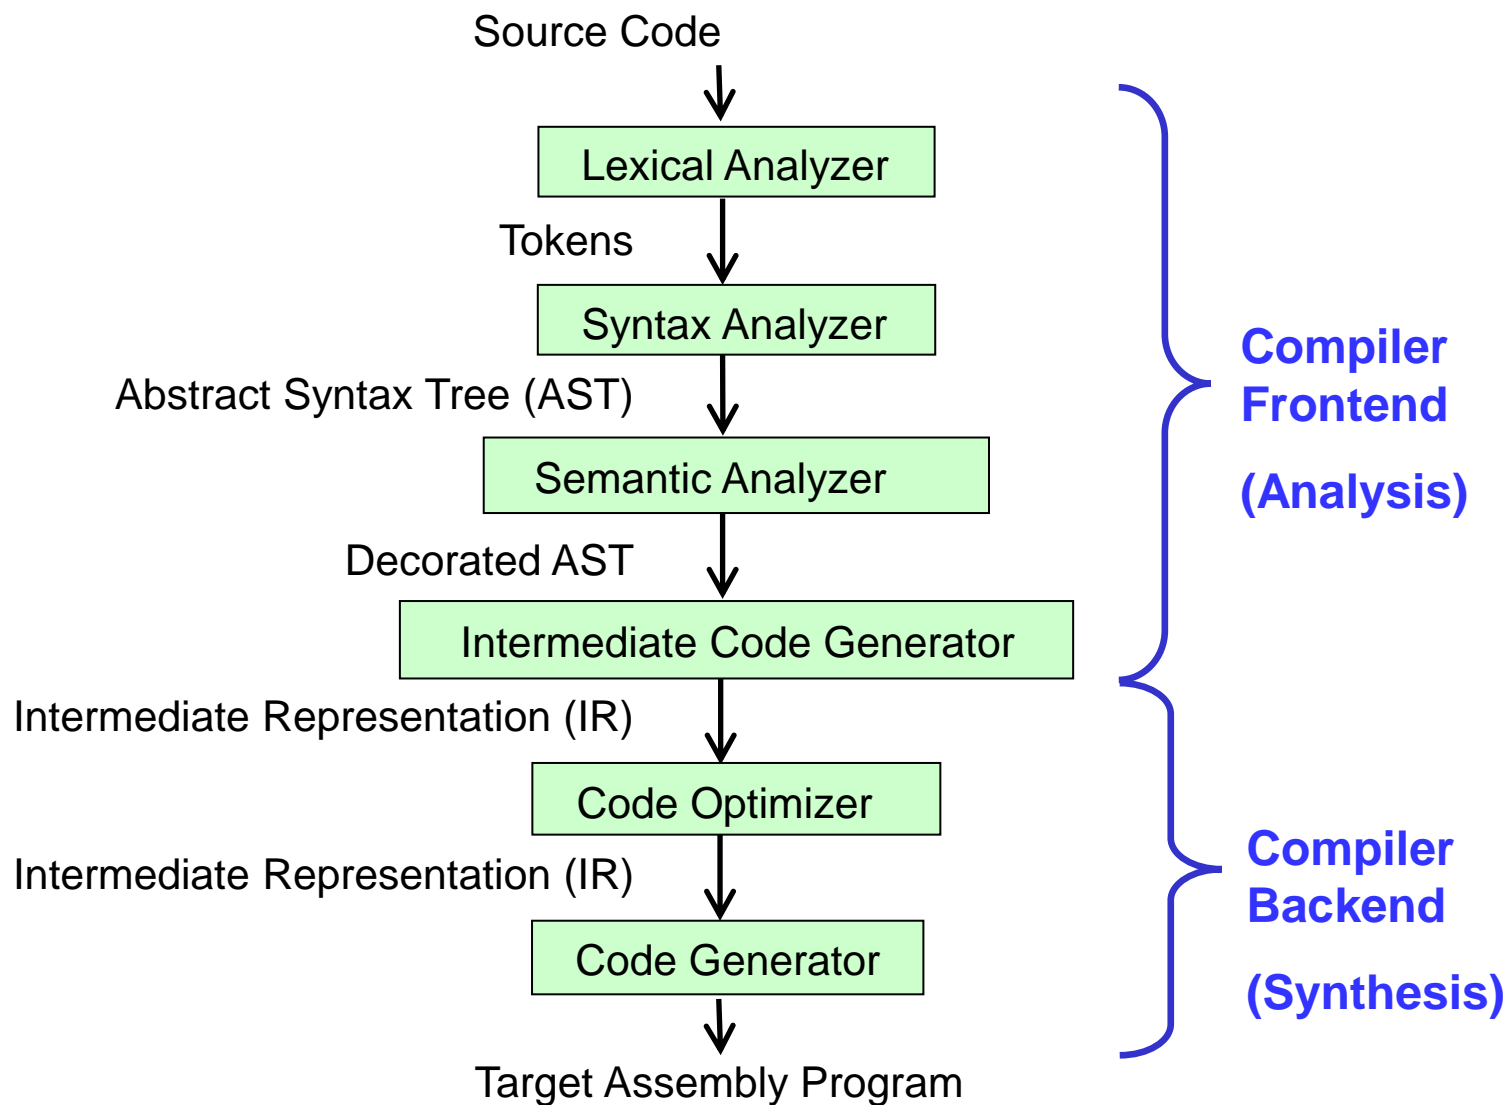 Source Code
Lexical Analyzer
Tokens
Syntax Analyzer
Abstract Syntax Tree (AST)
Semantic Analyzer
Decorated AST
Intermediate Code Generator
Intermediate Representation (IR)
Code Optimizer
Intermediate Representation (IR)
Code Generator
Target Assembly Program
Compiler
Frontend
(Analysis)
Compiler
Backend
(Synthesis)